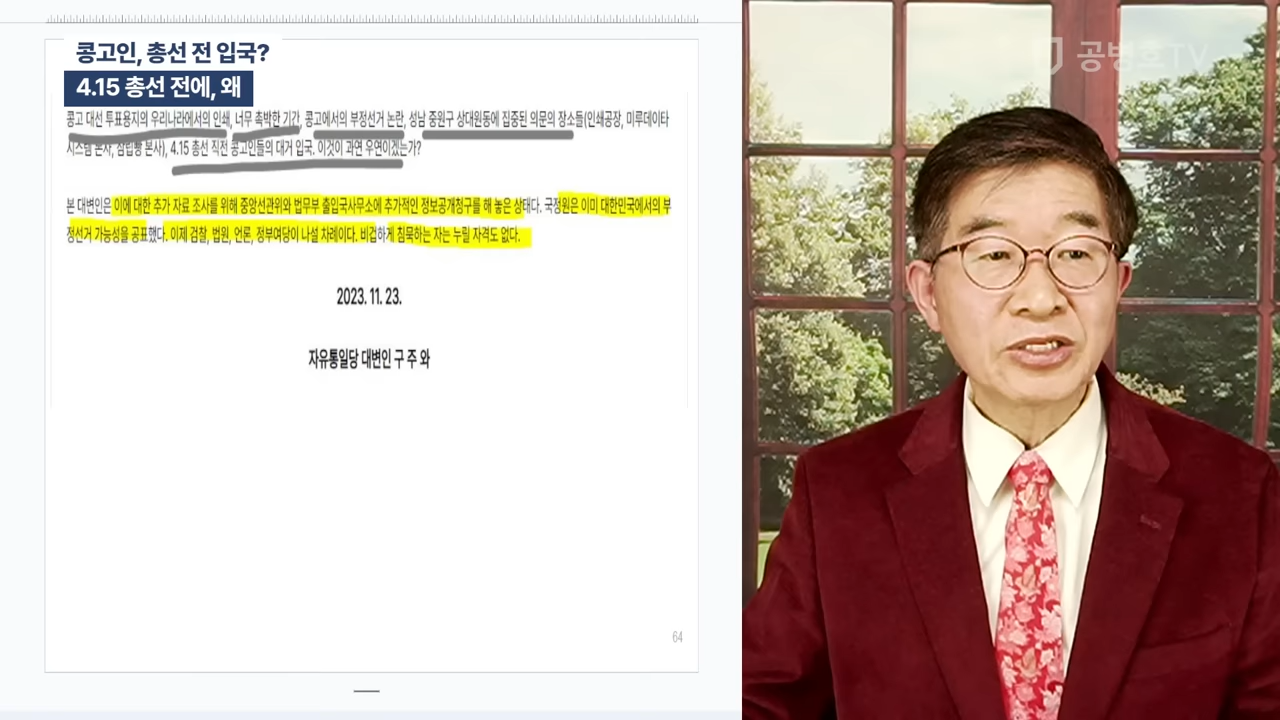 콩고인, 총선 전 입국?
4.15 총선 전에, 왜
공병호TV
콩고 대선 투표용지의 우리나라에서의 인쇄, 너무 촉박한 기간, 콩고에서의 부정선거 논란, 성남 중원구 상대원동에 집중된 의문의 장소들(인쇄공장, 미루데이타
시스템 본사, 삼립빵 본사), 4.15 총선 직전 콩고인들의 대거 입국. 이것이 과연 우연이겠는가?
본 대변인은 이에 대한 추가 자료 조사를 위해 중앙선관위와 법무부 출입국사무소에 추가적인 정보공개청구를 해 놓은 상태다. 국정원은 이미 대한민국에서의 부
정선거 가능성을 공표했다. 이제 검찰, 법원, 언론, 정부여당이 나설 차례이다. 비겁하게 침묵하는 자는 누릴 자격도 없다.
2023. 11. 23.
자유통일당 대변인 구 주 와
64